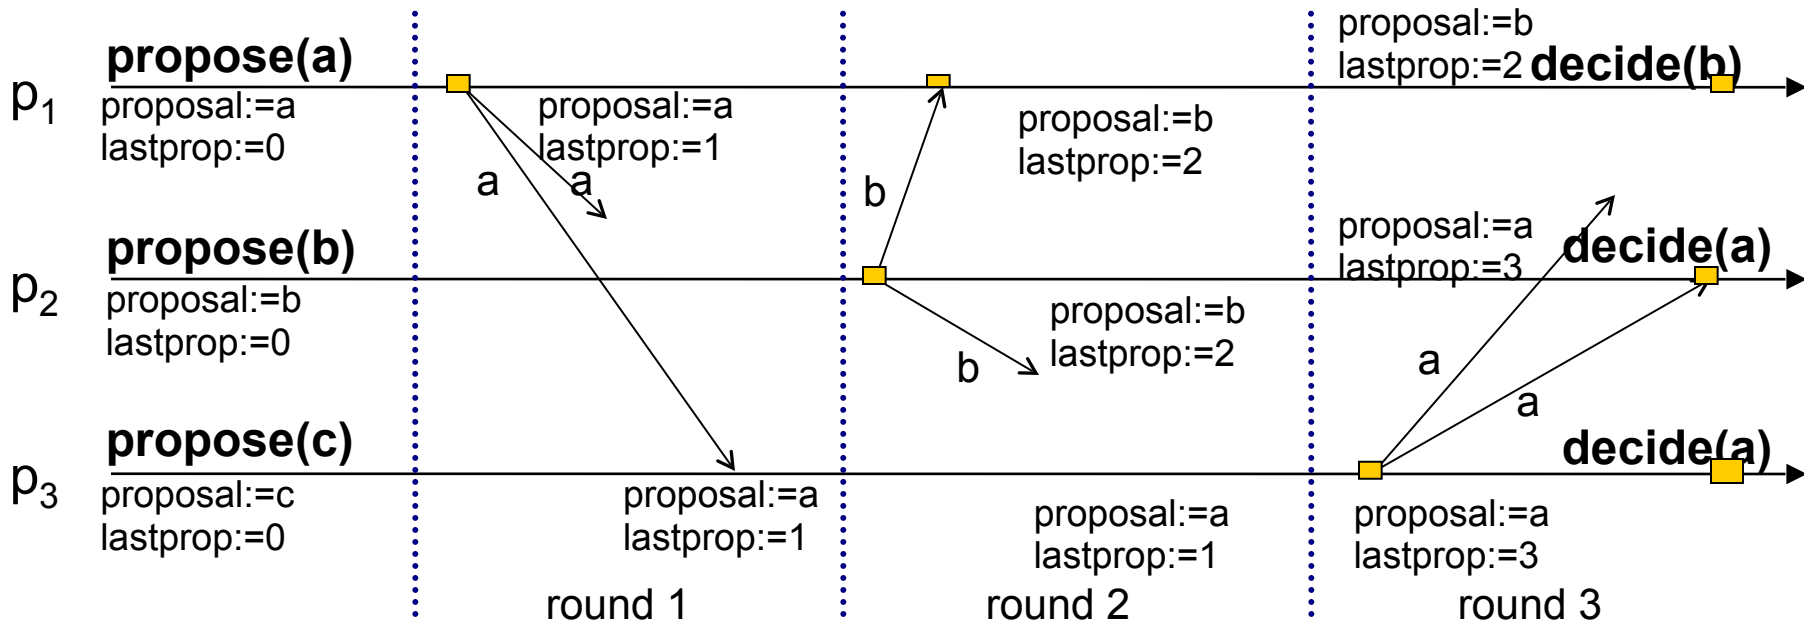 proposal:=b
lastprop:=2 decide(b)
propose(a)
p1
proposal:=a
lastprop:=0
proposal:=a
lastprop:=1
a
a
proposal:=b
lastprop:=2
b
propose(b)
p2
proposal:=b
lastprop:=0
proposal:=b
lastprop:=2
b
proposal:=a
lastprop:=3
decide(a)
a
a
propose(c)
p3
proposal:=c
lastprop:=0
proposal:=a
lastprop:=1
proposal:=a
lastprop:=1
decide(a)
proposal:=a
lastprop:=3
round 1
round 2
round 3